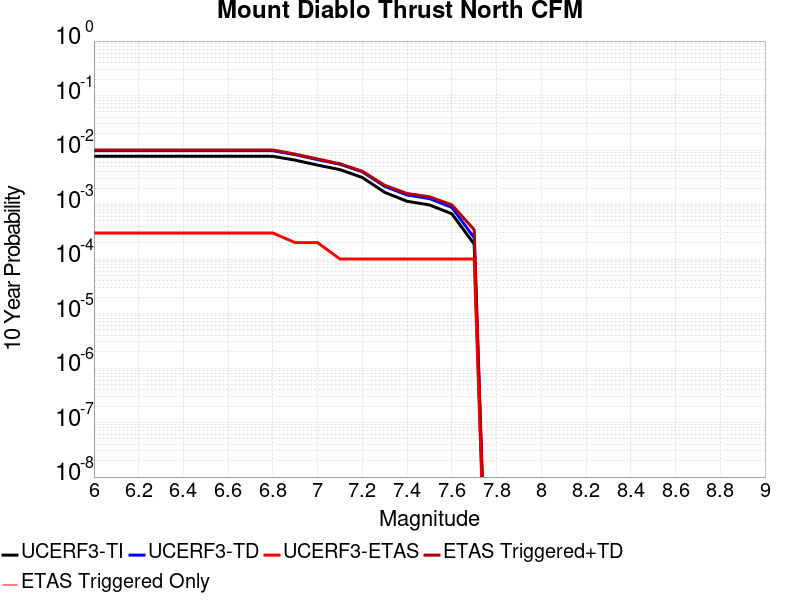 Mount Diablo Thrust North CFM
10^0
10^-1
10^-2
10^-3
10^-4
10^-5
10^-6
10^-7
10^-8
10 Year Probability
6 6.2 6.4 6.6 6.8 7 7.2 7.4 7.6 7.8 8 8.2 8.4 8.6 8.8 9
Magnitude
UCERF3-TI UCERF3-TD UCERF3-ETAS ETAS Triggered+TD
ETAS Triggered Only